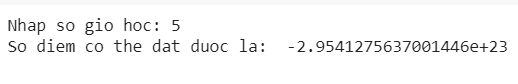 Nhap so gio hoc: 5
So diem co the dat duoc la:  -2.9541275637001446e+23